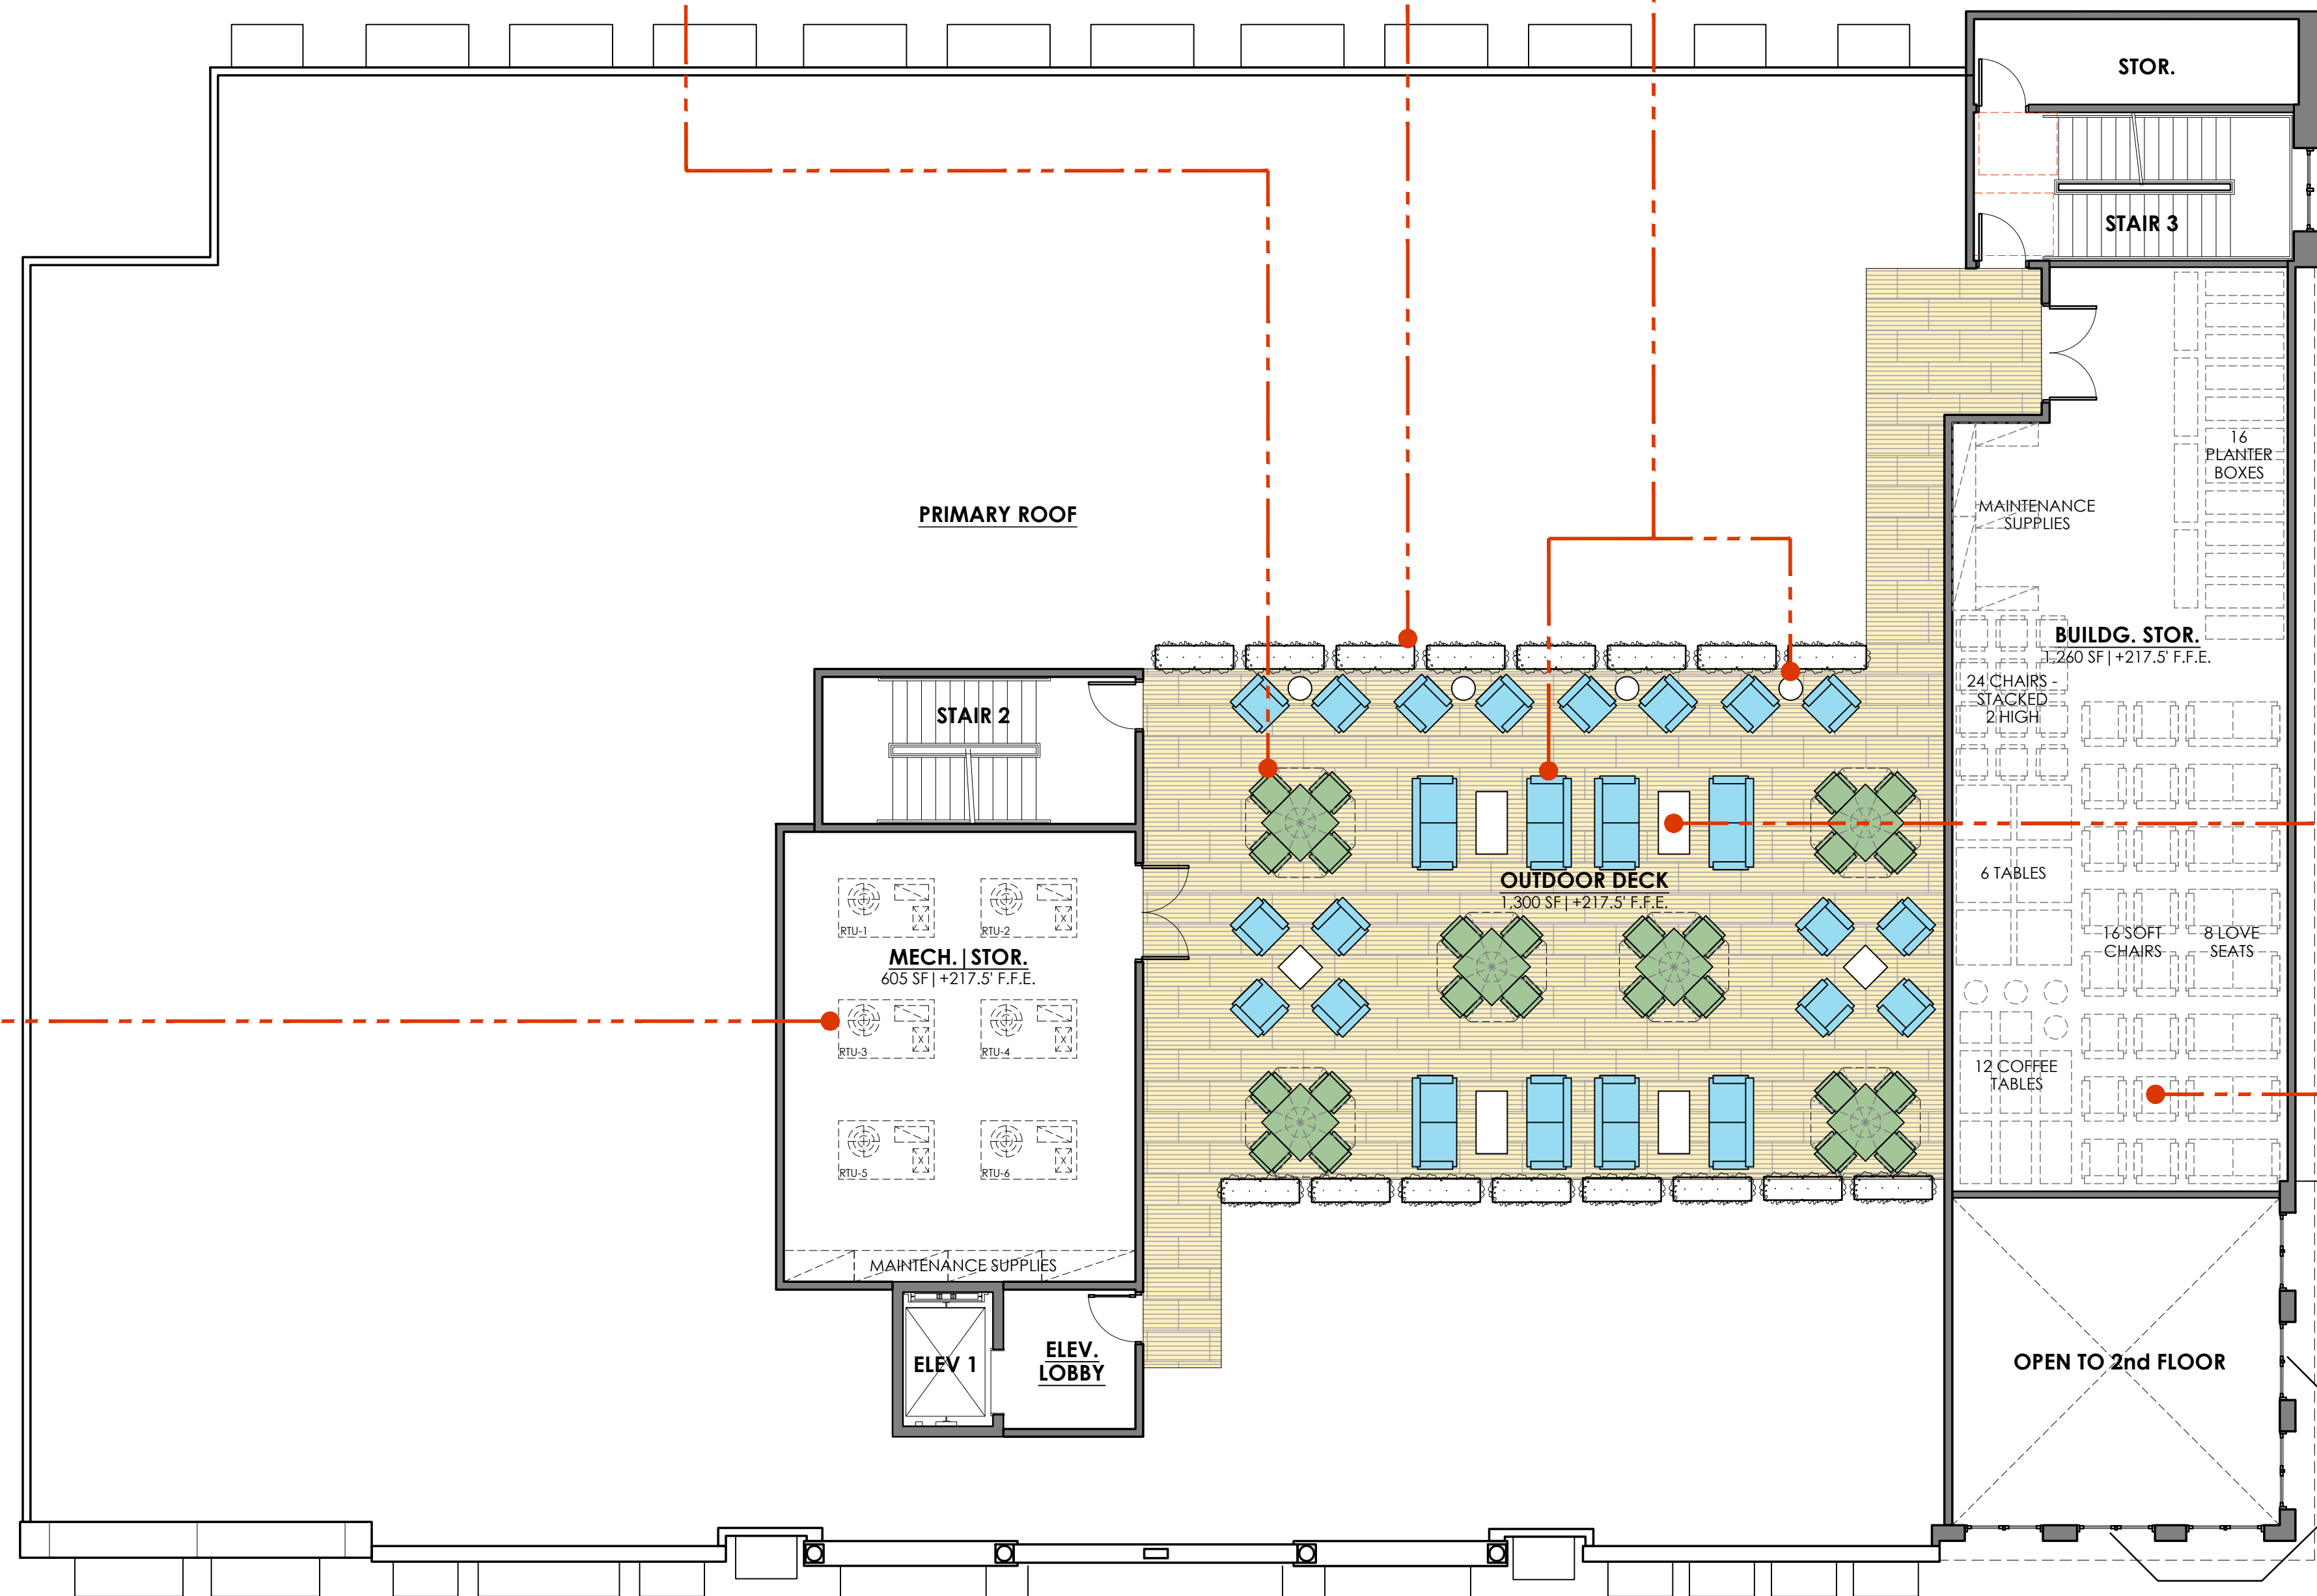 STOR.
STAIR 3
16
PLANTER
BOXES
PRIMARY ROOF
MAINTENANCE
SUPPLIES
BUILDG. STOR.
1,260 SF | +217.5' F.F.E.
24 CHAIRS -
STACKED
2 HIGH
STAIR 2
6 TABLES
OUTDOOR DECK
1,300 SF | +217.5' F.F.E.
RTU-1
RTU-2
16 SOFT
CHAIRS
8 LOVE
SEATS
MECH. | STOR.
605 SF | +217.5' F.F.E.
RTU-3
RTU-4
12 COFFEE
TABLES
RTU-5
RTU-6
MAINTENANCE SUPPLIES
ELEV 1
ELEV.
LOBBY
OPEN TO 2nd FLOOR